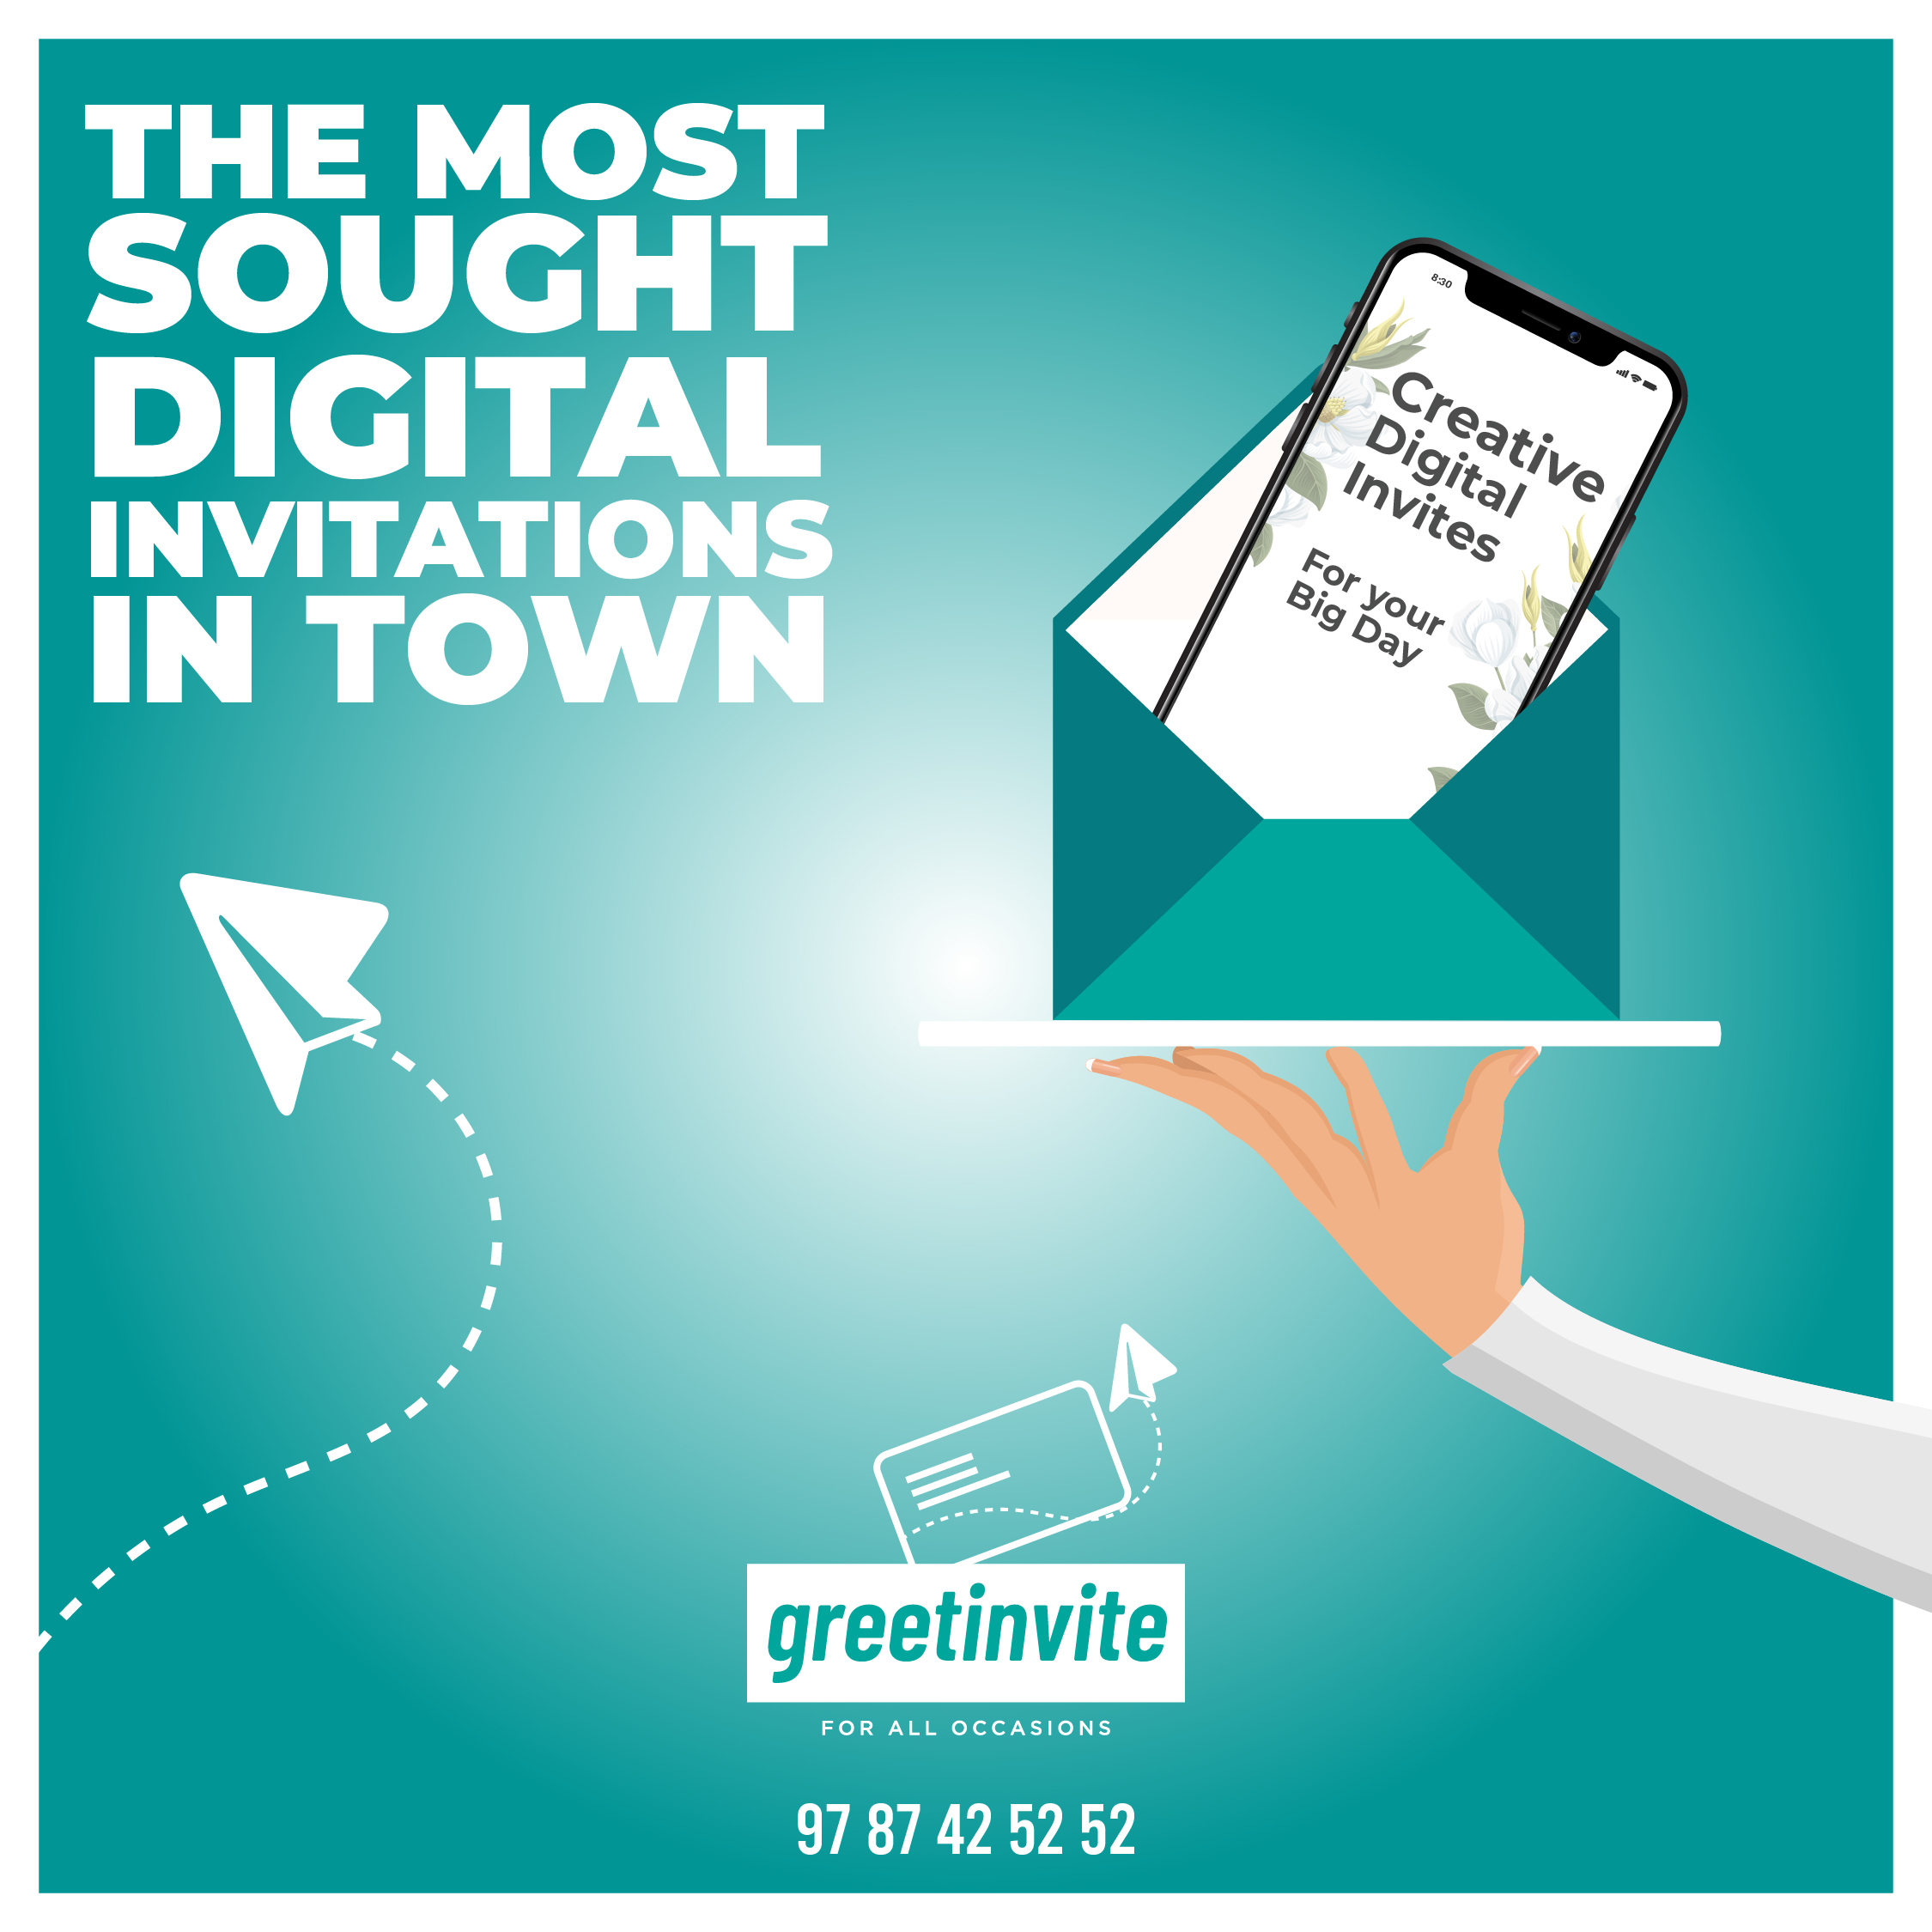 THE MOST
SOUGHT
DIGITAL
INVITATIONS
IN TOWN
8:30
Creative
Digital
Invites
For your
Big Day
greetinvite
FOR ALL OCCASIONS
97 87 42 52 52